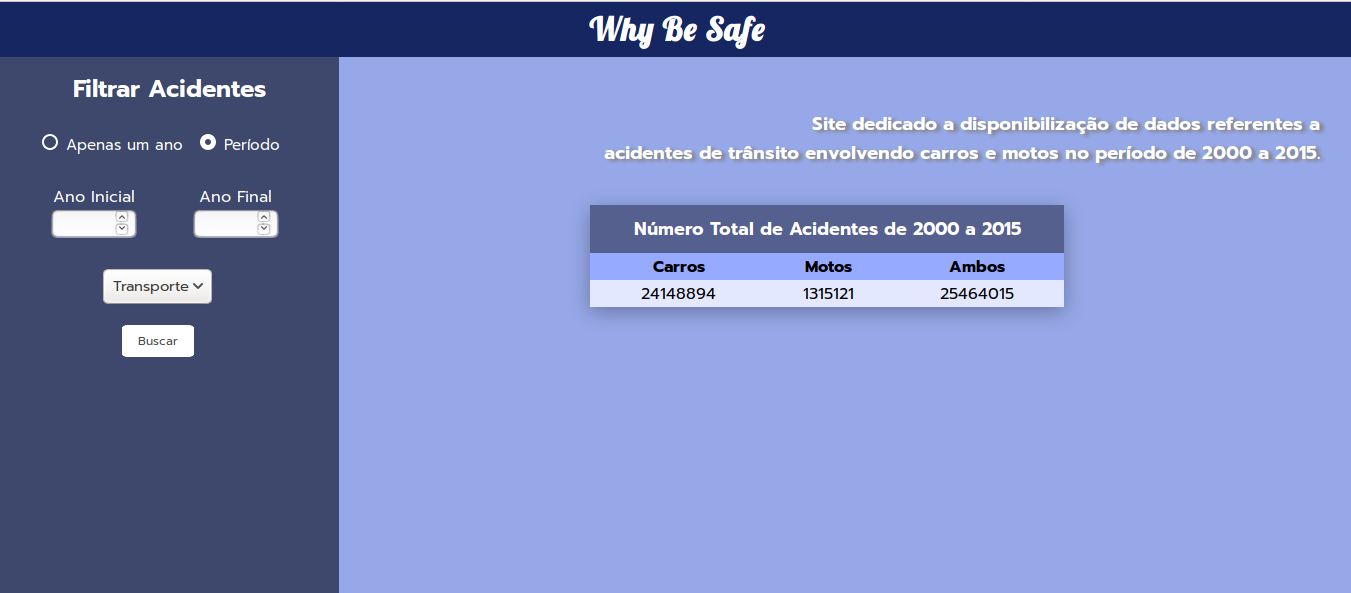 Why Be Safe
Filtrar Acidentes
Apenas um ano Período
Ano Inicial Ano Final
Transporte
Buscar
Site dedicado a disponibilização de dados referentes a
acidentes de trânsito envolvendo carros e motos no período de 2000 a 2015.
Número Total de Acidentes de 2000 a 2015
Carros Motos Ambos
24148894 1315121 25464015